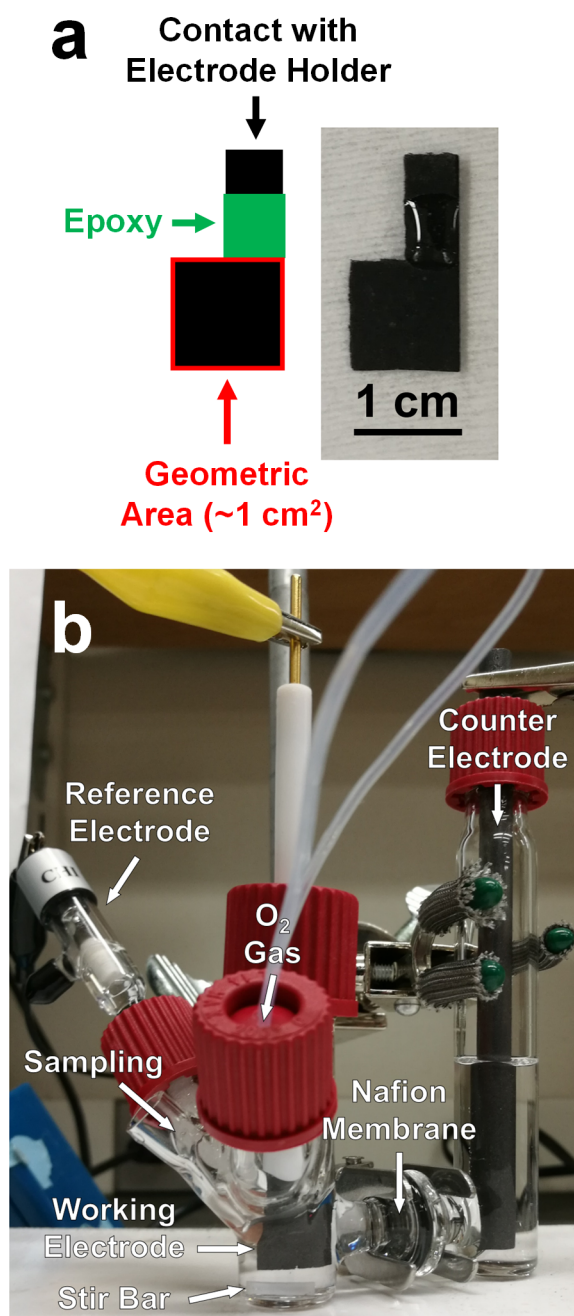 a
Contact with
Electrode Holder
Epoxy
1 cm
Geometric
Area (~1 cm²)
b
Counter
Electrode
Reference
Electrode
CHI
O₂
Gas
Sampling
Nafion
Membrane
Working
Electrode
Stir Bar